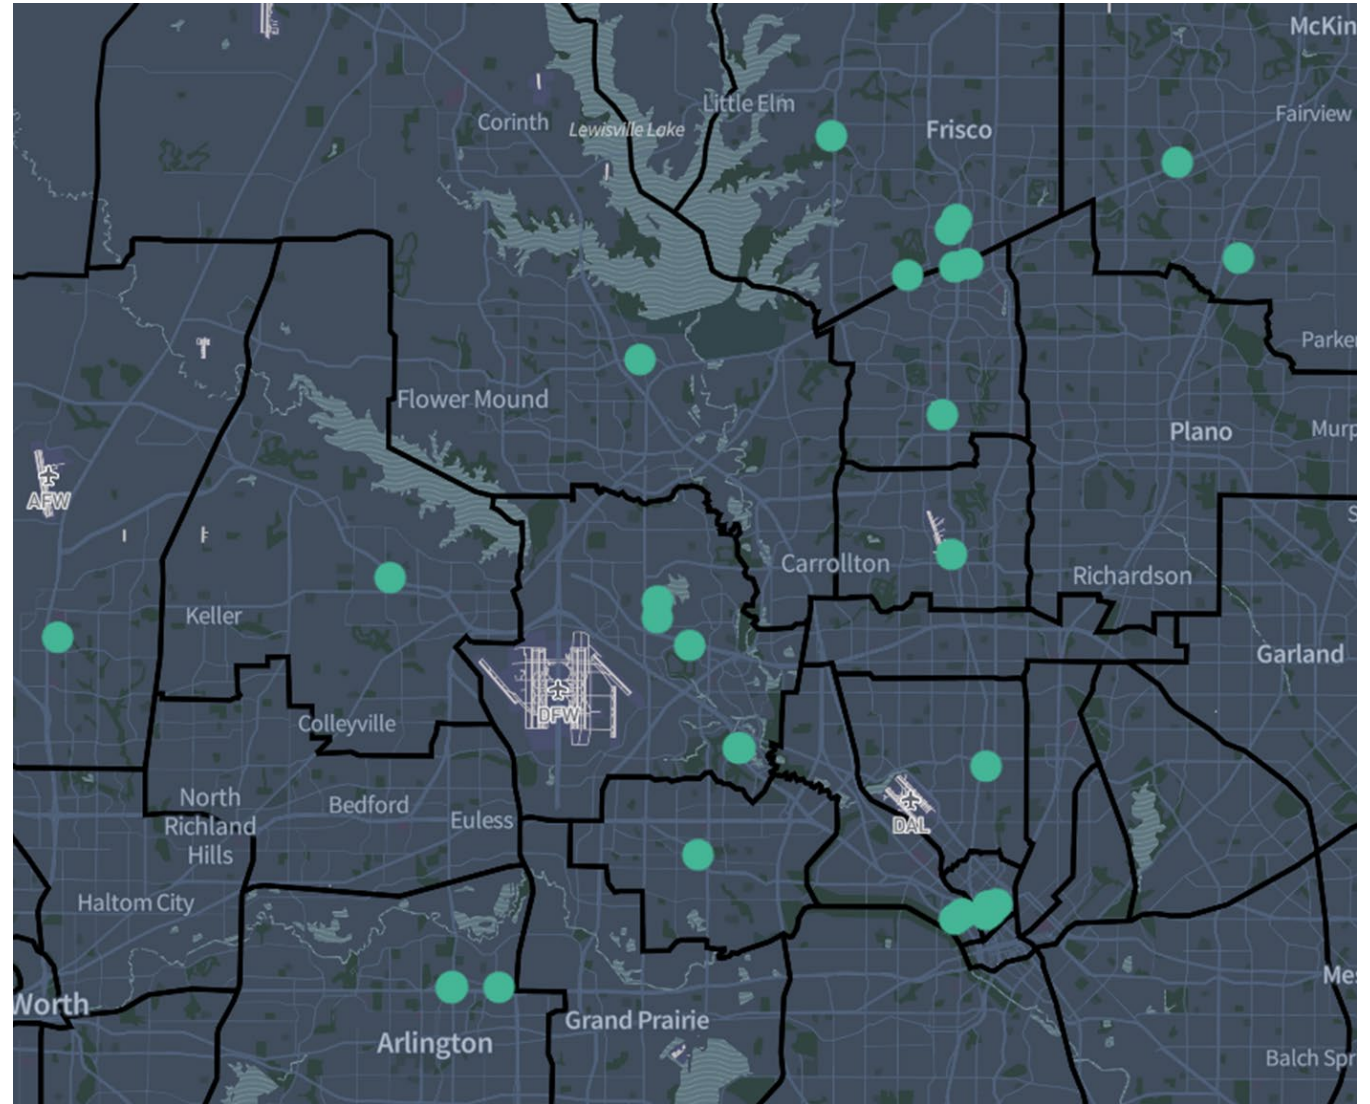 McKin
Little Elm
Fairview
Corinth
Lewisville Lake
Frisco
Parker
Flower Mound
Plano
Murp
AFW
S
Carrollton
Richardson
Keller
Garland
DFW
Colleyville
North
Richland
Hills
Bedford
Euless
DAL
Haltom City
Mes
Worth
Grand Prairie
Arlington
Balch Spr